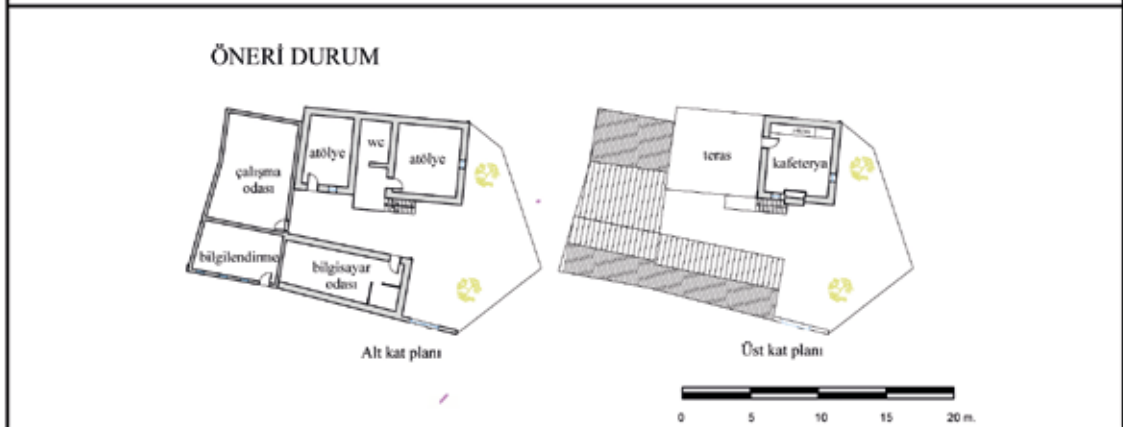 ÖNERİ DURUM
atölye
wc
atölye
çalışma
odası
bilgilendirme
bilgisayar
odası
Alt kat planı
teras
kafeterya
Üst kat planı
0 5 10 15 20 m.